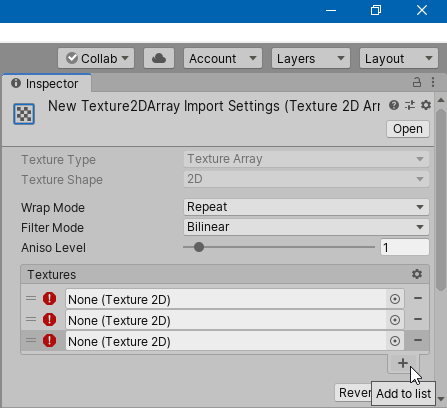 Collab Account Layers Layout
Inspector
New Texture2DArray Import Settings (Texture 2D Arr
Open
Texture Type Texture Array
Texture Shape 2D
Wrap Mode Repeat
Filter Mode Bilinear
Aniso Level 1
Textures
None (Texture 2D)
None (Texture 2D)
None (Texture 2D)
Rever
Add to list